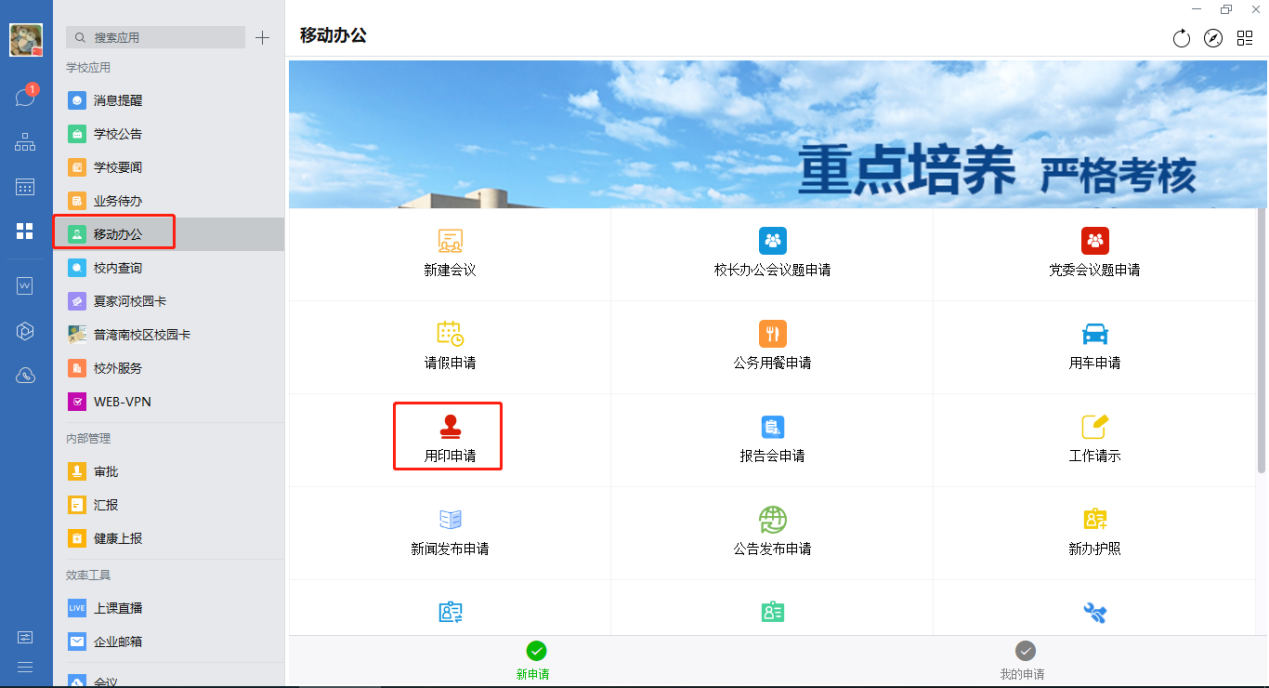 移动办公
搜索应用
1
学校应用
消息提醒
学校公告
学校要闻
业务待办
移动办公
校内查询
夏家河校园卡
普湾南校区校园卡
校外服务
WEB-VPN
内部管理
审批
汇报
健康上报
效率工具
LIVE 上课直播
企业邮箱
会议
重点培养 严格考核
新建会议
校长办公会议题申请
党委会议题申请
请假申请
公务用餐申请
用车申请
用印申请
报告会申请
工作请示
新闻发布申请
公告发布申请
新办护照
新申请
我的申请